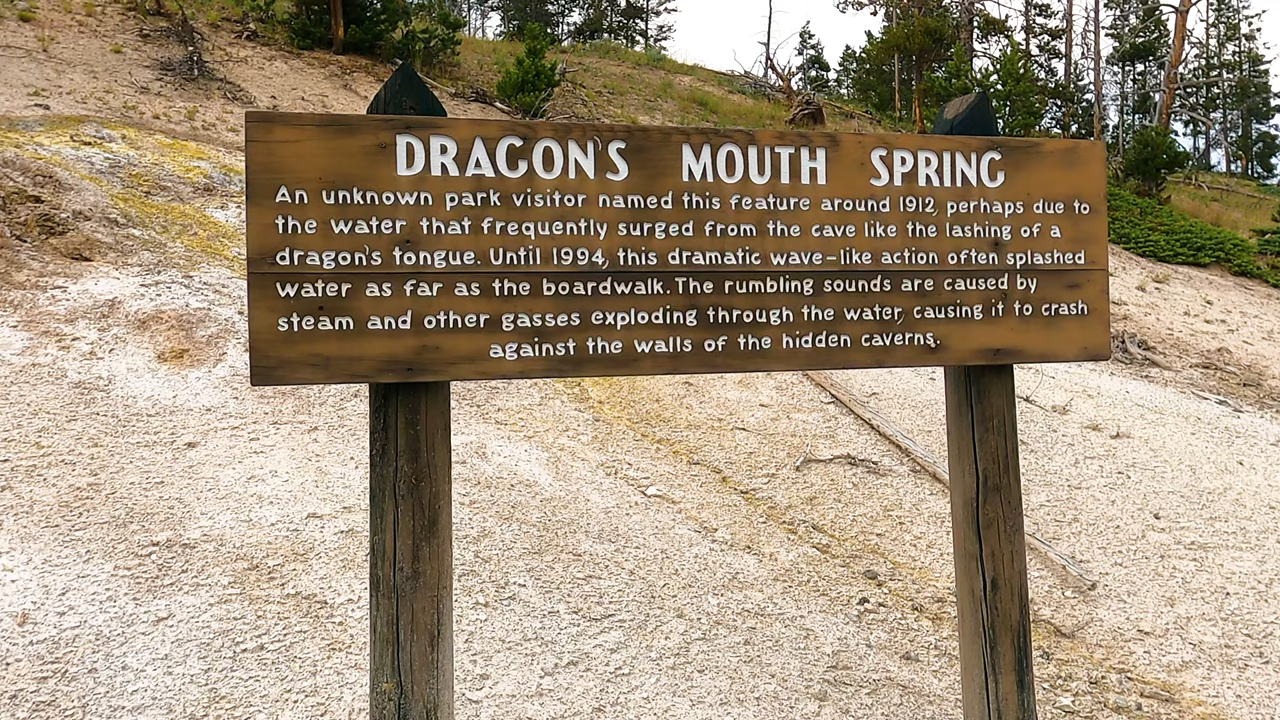 DRAGON'S MOUTH SPRING
An unknown park visitor named this feature around 1912, perhaps due to
the water that frequently surged from the cave like the lashing of a
dragon's tongue. Until 1994, this dramatic wave-like action often splashed
water as far as the boardwalk. The rumbling sounds are caused by
steam and other gasses exploding through the water, causing it to crash
against the walls of the hidden caverns.